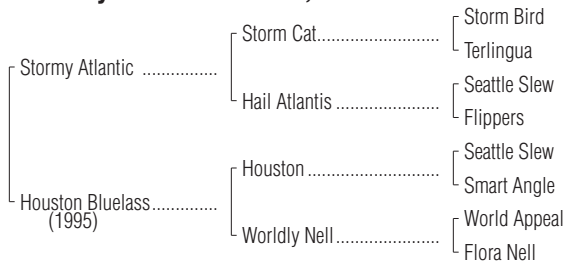 Storm Bird
Storm Cat....................
Terlingua
Stormy Atlantic ...............
Seattle Slew
Hail Atlantis ....................
Flippers
Seattle Slew
Houston .........................
Smart Angle
Houston Bluelass.............
(1995)
World Appeal
Worldly Nell....................
Flora Nell